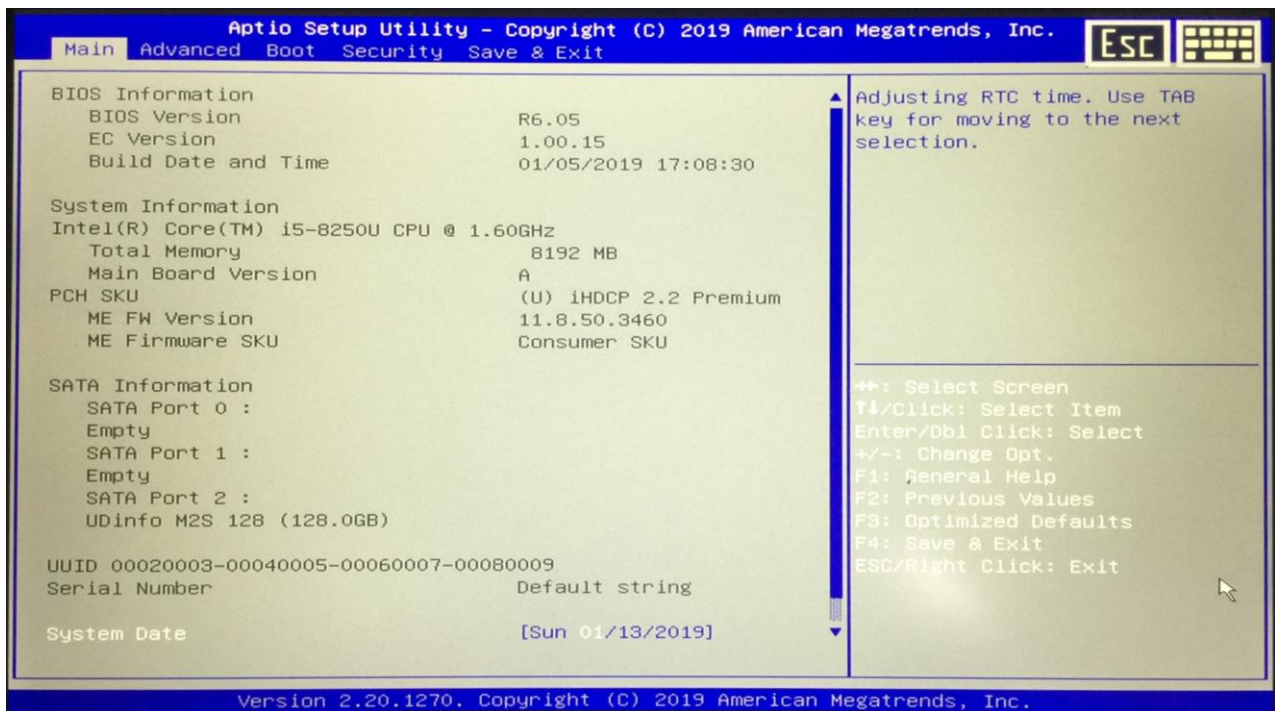 Aptio Setup Utility – Copyright (C) 2019 American Megatrends, Inc.
Main Advanced Boot Security Save & Exit
Esc
BIOS Information
BIOS Version R6.05
EC Version 1.00.15
Build Date and Time 01/05/2019 17:08:30
System Information
Intel(R) Core(TM) i5-8250U CPU @ 1.60GHz
Total Memory 8192 MB
Main Board Version A
PCH SKU (U) iHDCP 2.2 Premium
ME FW Version 11.8.50.3460
ME Firmware SKU Consumer SKU
SATA Information
SATA Port 0 :
Empty
SATA Port 1 :
Empty
SATA Port 2 :
UDinfo M2S 128 (128.0GB)
UUID 00020003-00040005-00060007-00080009
Serial Number Default string
System Date [Sun 01/13/2019]
Adjusting RTC time. Use TAB
key for moving to the next
selection.
→←: Select Screen
↑↓/Click: Select Item
Enter/Dbl Click: Select
+/-: Change Opt.
F1: General Help
F2: Previous Values
F3: Optimized Defaults
F4: Save & Exit
ESC/Right Click: Exit
Version 2.20.1270. Copyright (C) 2019 American Megatrends, Inc.